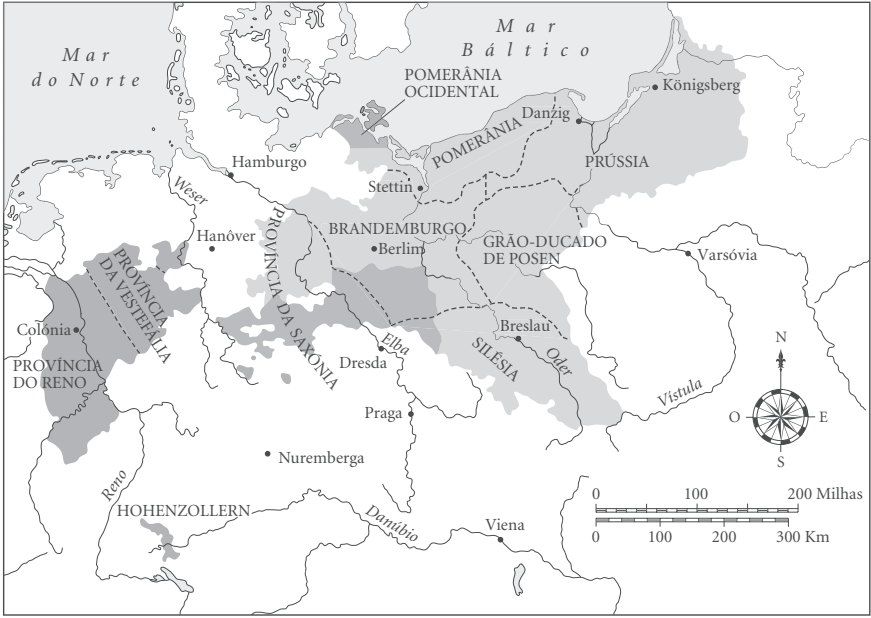 Mar
do Norte
Mar
Báltico
POMERÂNIA
OCIDENTAL
Königsberg
Danzig
POMERÂNIA
PRÚSSIA
Hamburgo
Weser
Stettin
Hanôver
PROVÍNCIA DA SAXÔNIA
BRANDEMBURGO
Berlim
GRÃO-DUCADO
DE POSEN
Varsóvia
PROVÍNCIA
DA VESTEFÁLIA
Colónia
PROVÍNCIA
DO RENO
Breslau
Elba
Dresda
SILÉSIA
Oder
N
O
E
S
Vístula
Praga
Nuremberga
Reno
HOHENZOLLERN
Danúbio
Viena
0 100 200 Milhas
0 100 200 300 Km